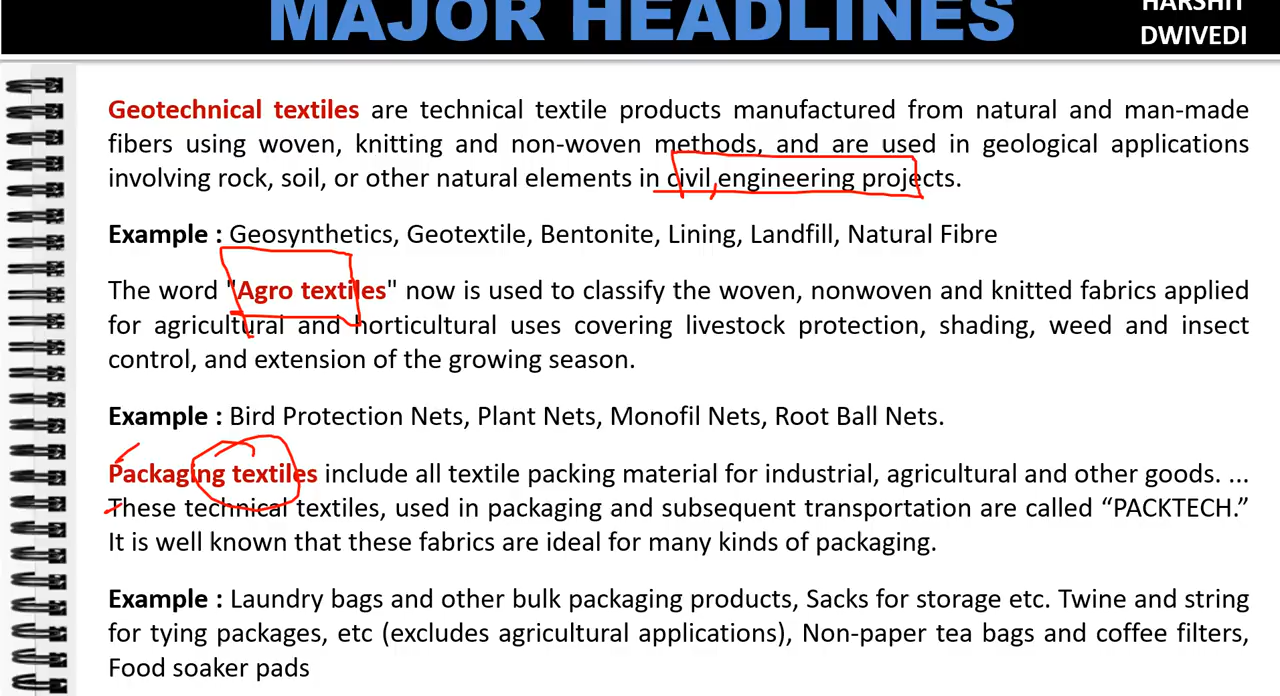 MAJOR HEADLINES
HARSHIT
DWIVEDI
Geotechnical textiles are technical textile products manufactured from natural and man-made
fibers using woven, knitting and non-woven methods, and are used in geological applications
involving rock, soil, or other natural elements in civil engineering projects.
Example : Geosynthetics, Geotextile, Bentonite, Lining, Landfill, Natural Fibre
The word "Agro textiles" now is used to classify the woven, nonwoven and knitted fabrics applied
for agricultural and horticultural uses covering livestock protection, shading, weed and insect
control, and extension of the growing season.
Example : Bird Protection Nets, Plant Nets, Monofil Nets, Root Ball Nets.
Packaging textiles include all textile packing material for industrial, agricultural and other goods. ...
These technical textiles, used in packaging and subsequent transportation are called “PACKTECH.”
It is well known that these fabrics are ideal for many kinds of packaging.
Example : Laundry bags and other bulk packaging products, Sacks for storage etc. Twine and string
for tying packages, etc (excludes agricultural applications), Non-paper tea bags and coffee filters,
Food soaker pads